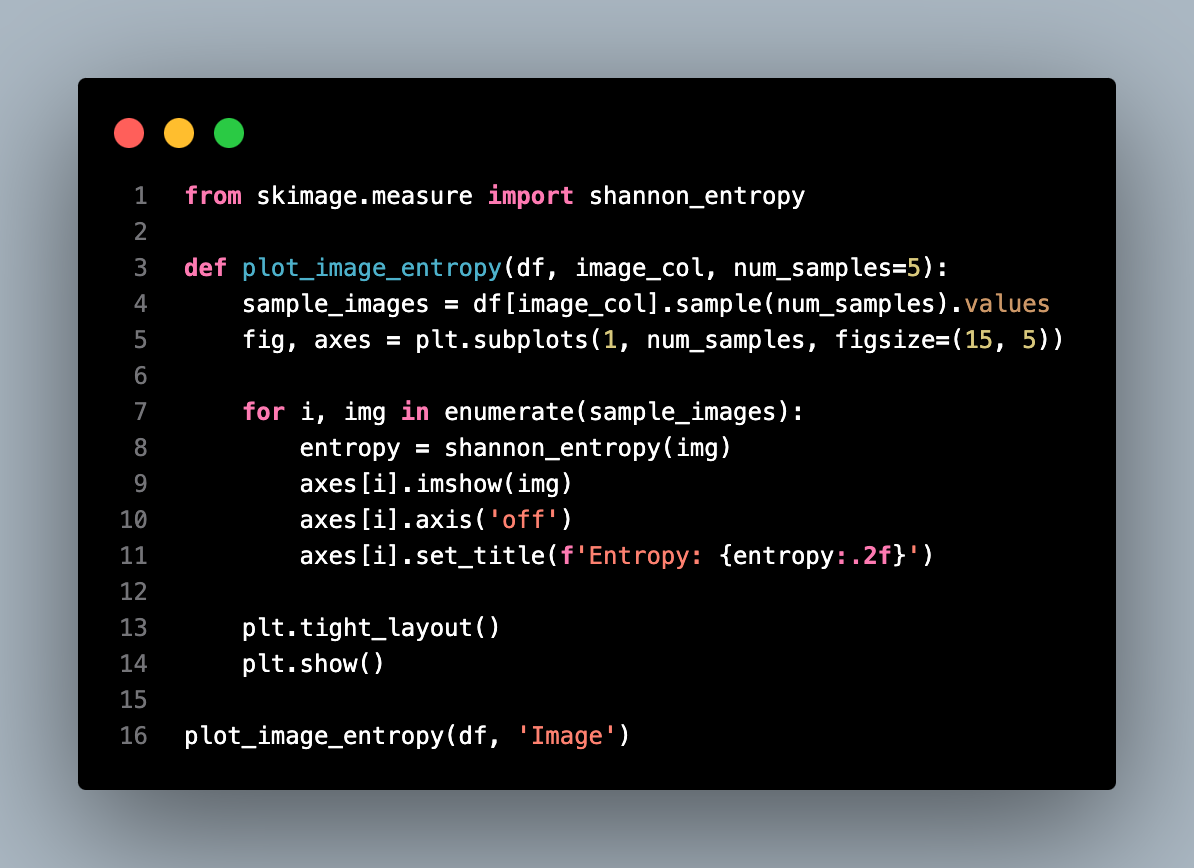 1 from skimage.measure import shannon_entropy
2
3 def plot_image_entropy(df, image_col, num_samples=5):
4     sample_images = df[image_col].sample(num_samples).values
5     fig, axes = plt.subplots(1, num_samples, figsize=(15, 5))
6
7     for i, img in enumerate(sample_images):
8         entropy = shannon_entropy(img)
9         axes[i].imshow(img)
10         axes[i].axis('off')
11         axes[i].set_title(f'Entropy: {entropy:.2f}')
12
13     plt.tight_layout()
14     plt.show()
15
16 plot_image_entropy(df, 'Image')